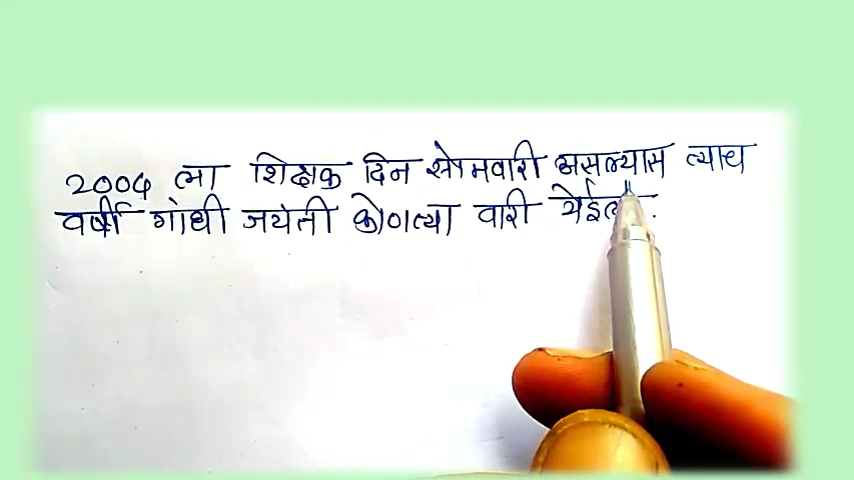 2004 ला शिक्षक दिन सोमवारी असल्यास त्याच
वर्षी गांधी जयंती कोणत्या वारी येईल